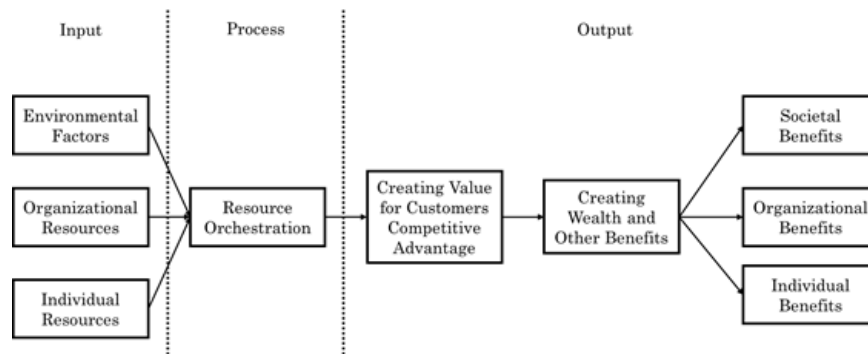 Input
Process
Output
Environmental
Factors
Organizational
Resources
Individual
Resources
Resource
Orchestration
Creating Value
for Customers
Competitive
Advantage
Creating
Wealth and
Other Benefits
Societal
Benefits
Organizational
Benefits
Individual
Benefits